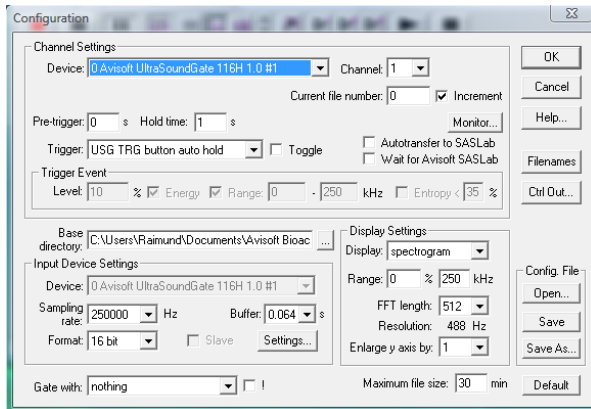 Configuration
Channel Settings
Device: 0 Avisoft UltraSoundGate 116H 1.0 #1 Channel: 1
OK
Current file number: 0 Increment
Cancel
Pre-trigger: 0 s Hold time: 1 s Monitor...
Help...
Trigger: USG TRG button auto hold Toggle
Autotransfer to SASLab
Wait for Avisoft SASLab
Filenames
Trigger Event
Level: 10 % Energy Range: 0 - 250 kHz Entropy < 35 %
Ctrl Out...
Base directory: C:\Users\Raimund\Documents\Avisoft Bioac ...
Display Settings
Display: spectrogram
Input Device Settings
Device: 0 Avisoft UltraSoundGate 116H 1.0 #1
Range: 0 % 250 kHz
Config. File
Open...
Sampling rate: 250000 Hz Buffer: 0.064 s
FFT length: 512
Resolution: 488 Hz
Save
Format: 16 bit Slave Settings...
Enlarge y axis by: 1
Save As...
Gate with: nothing !
Maximum file size: 30 min
Default